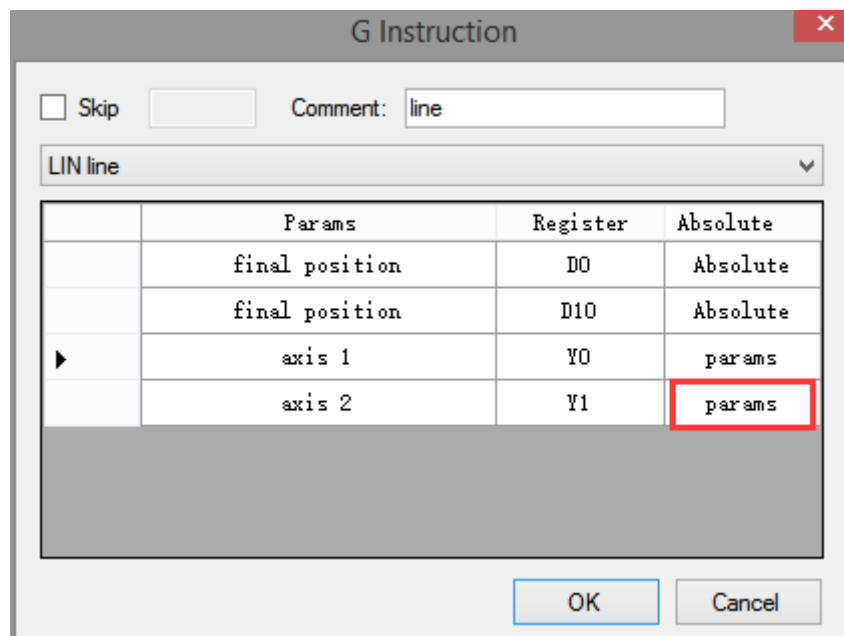 G Instruction
Skip Comment: line
LIN line
Params Register Absolute
final position D0 Absolute
final position D10 Absolute
axis 1 Y0 params
axis 2 Y1 params
OK Cancel